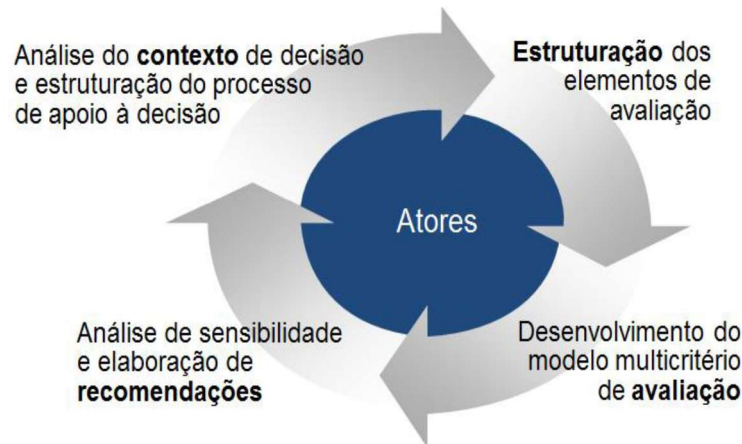 Análise do contexto de decisão
e estruturação do processo
de apoio à decisão
Estruturação dos
elementos de
avaliação
Atores
Análise de sensibilidade
e elaboração de
recomendações
Desenvolvimento do
modelo multicritério
de avaliação